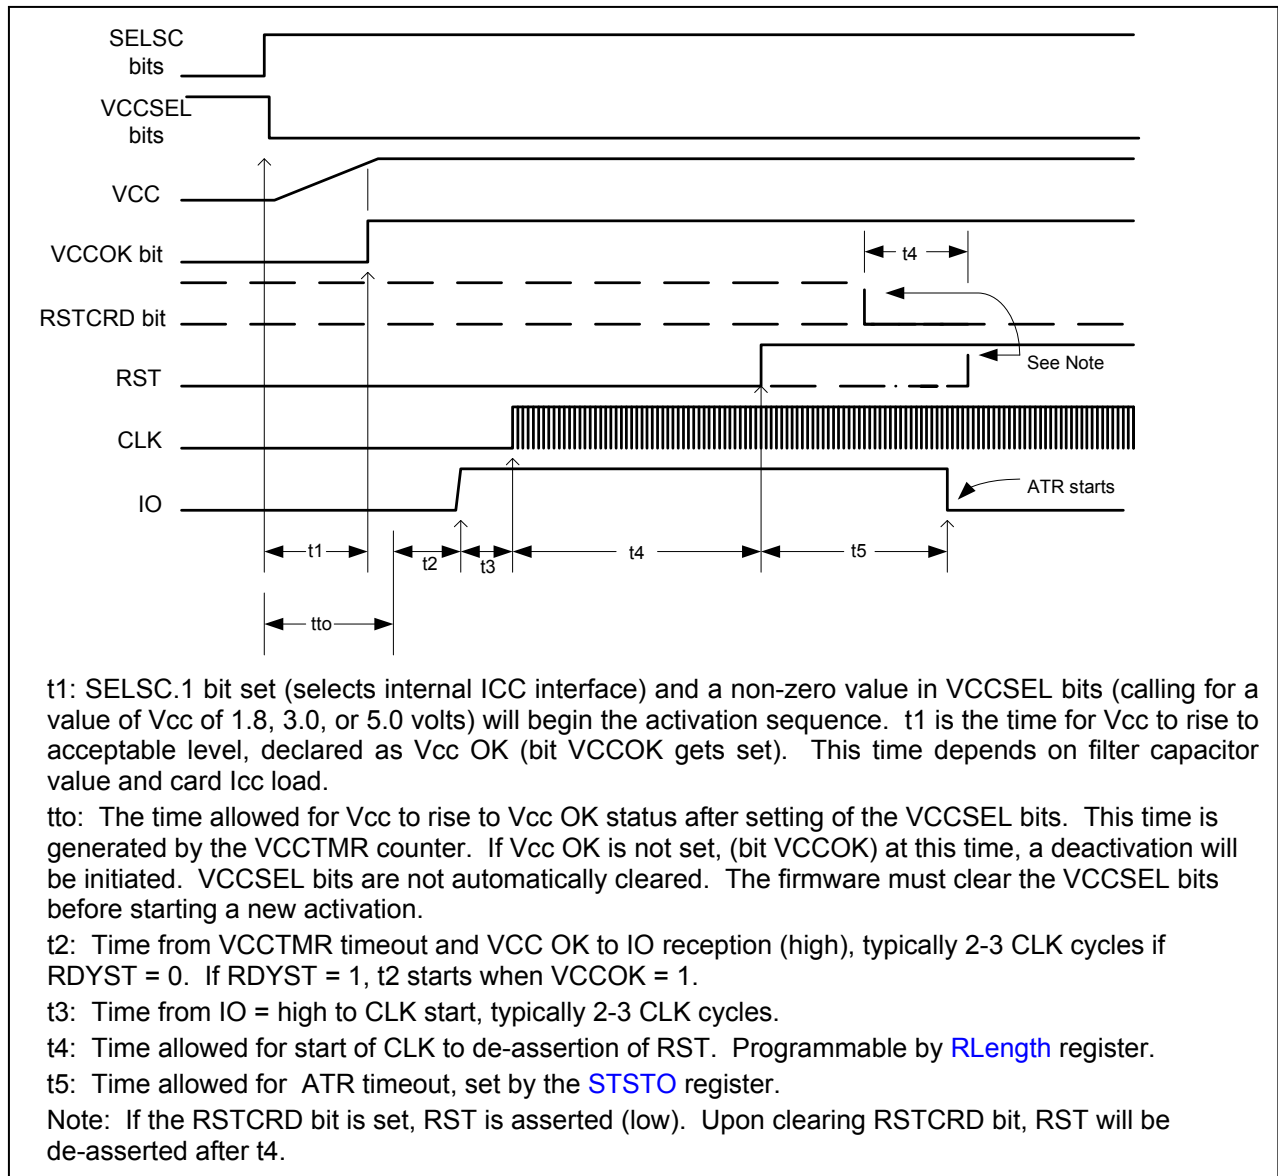 SELSC
bits
VCCSEL
bits
VCC
VCCOK bit
t4
RSTCRD bit
See Note
RST
CLK
ATR starts
IO
t1
t2
t3
t4
t5
tto
t1: SELSC.1 bit set (selects internal ICC interface) and a non-zero value in VCCSEL bits (calling for a
value of Vcc of 1.8, 3.0, or 5.0 volts) will begin the activation sequence. t1 is the time for Vcc to rise to
acceptable level, declared as Vcc OK (bit VCCOK gets set). This time depends on filter capacitor
value and card Icc load.
tto: The time allowed for Vcc to rise to Vcc OK status after setting of the VCCSEL bits. This time is
generated by the VCCTMR counter. If Vcc OK is not set, (bit VCCOK) at this time, a deactivation will
be initiated. VCCSEL bits are not automatically cleared. The firmware must clear the VCCSEL bits
before starting a new activation.
t2: Time from VCCTMR timeout and VCC OK to IO reception (high), typically 2-3 CLK cycles if
RDYST = 0. If RDYST = 1, t2 starts when VCCOK = 1.
t3: Time from IO = high to CLK start, typically 2-3 CLK cycles.
t4: Time allowed for start of CLK to de-assertion of RST. Programmable by RLength register.
t5: Time allowed for ATR timeout, set by the STSTO register.
Note: If the RSTCRD bit is set, RST is asserted (low). Upon clearing RSTCRD bit, RST will be
de-asserted after t4.